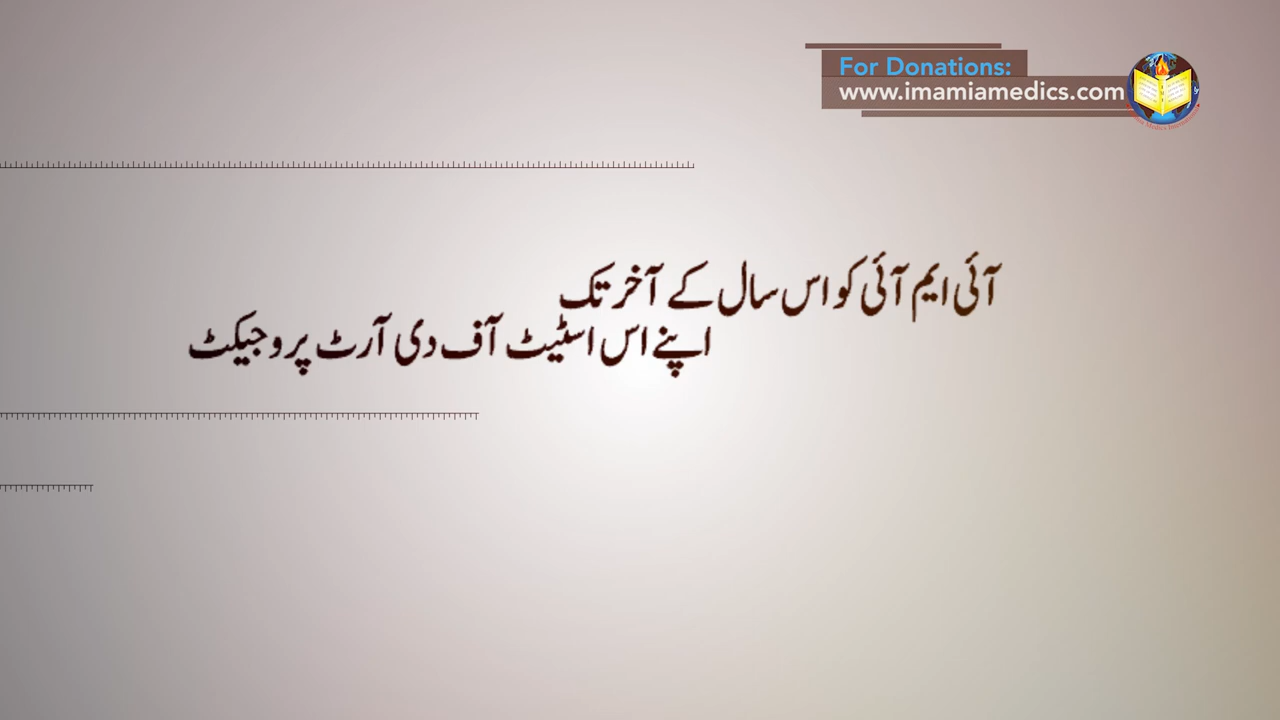 For Donations:
www.imamiamedics.com
آئی ایم آئی کو اس سال کے آخر تک
اپنے اس اسٹیٹ آف دی آرٹ پروجیکٹ